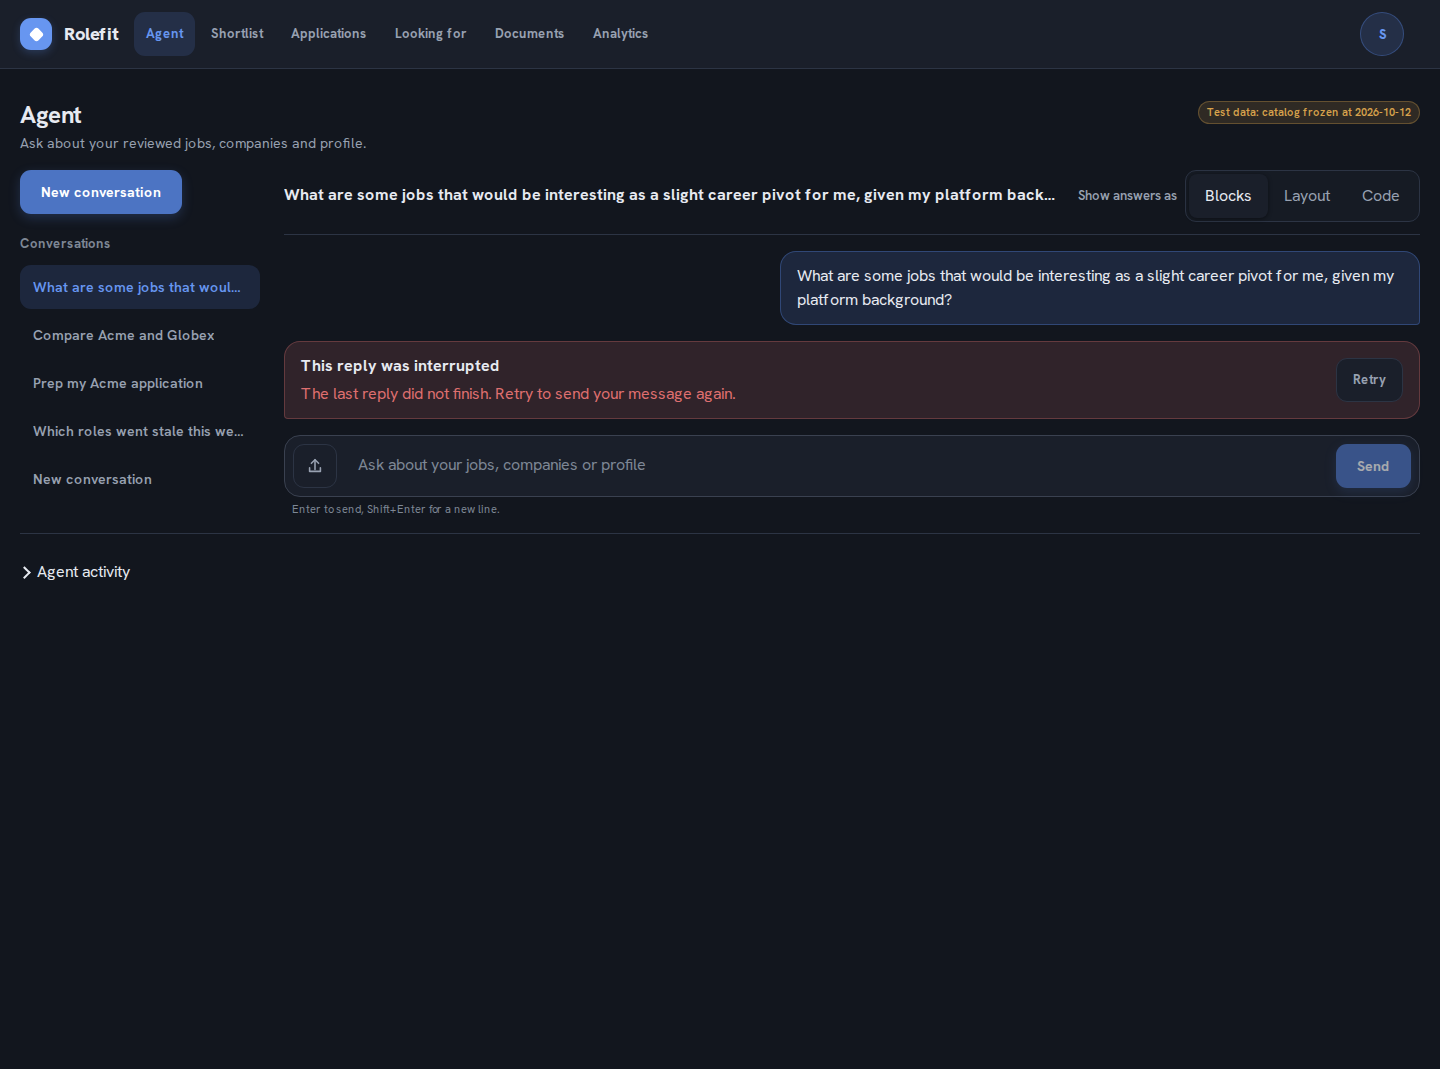 Rolefit
Agent
Shortlist
Applications
Looking for
Documents
Analytics
S
Agent
Ask about your reviewed jobs, companies and profile.
Test data: catalog frozen at 2026-10-12
New conversation
Conversations
What are some jobs that woul...
Compare Acme and Globex
Prep my Acme application
Which roles went stale this we...
New conversation
What are some jobs that would be interesting as a slight career pivot for me, given my platform back...
Show answers as
Blocks
Layout
Code
What are some jobs that would be interesting as a slight career pivot for me, given my
platform background?
This reply was interrupted
The last reply did not finish. Retry to send your message again.
Retry
Ask about your jobs, companies or profile
Send
Enter to send, Shift+Enter for a new line.
Agent activity